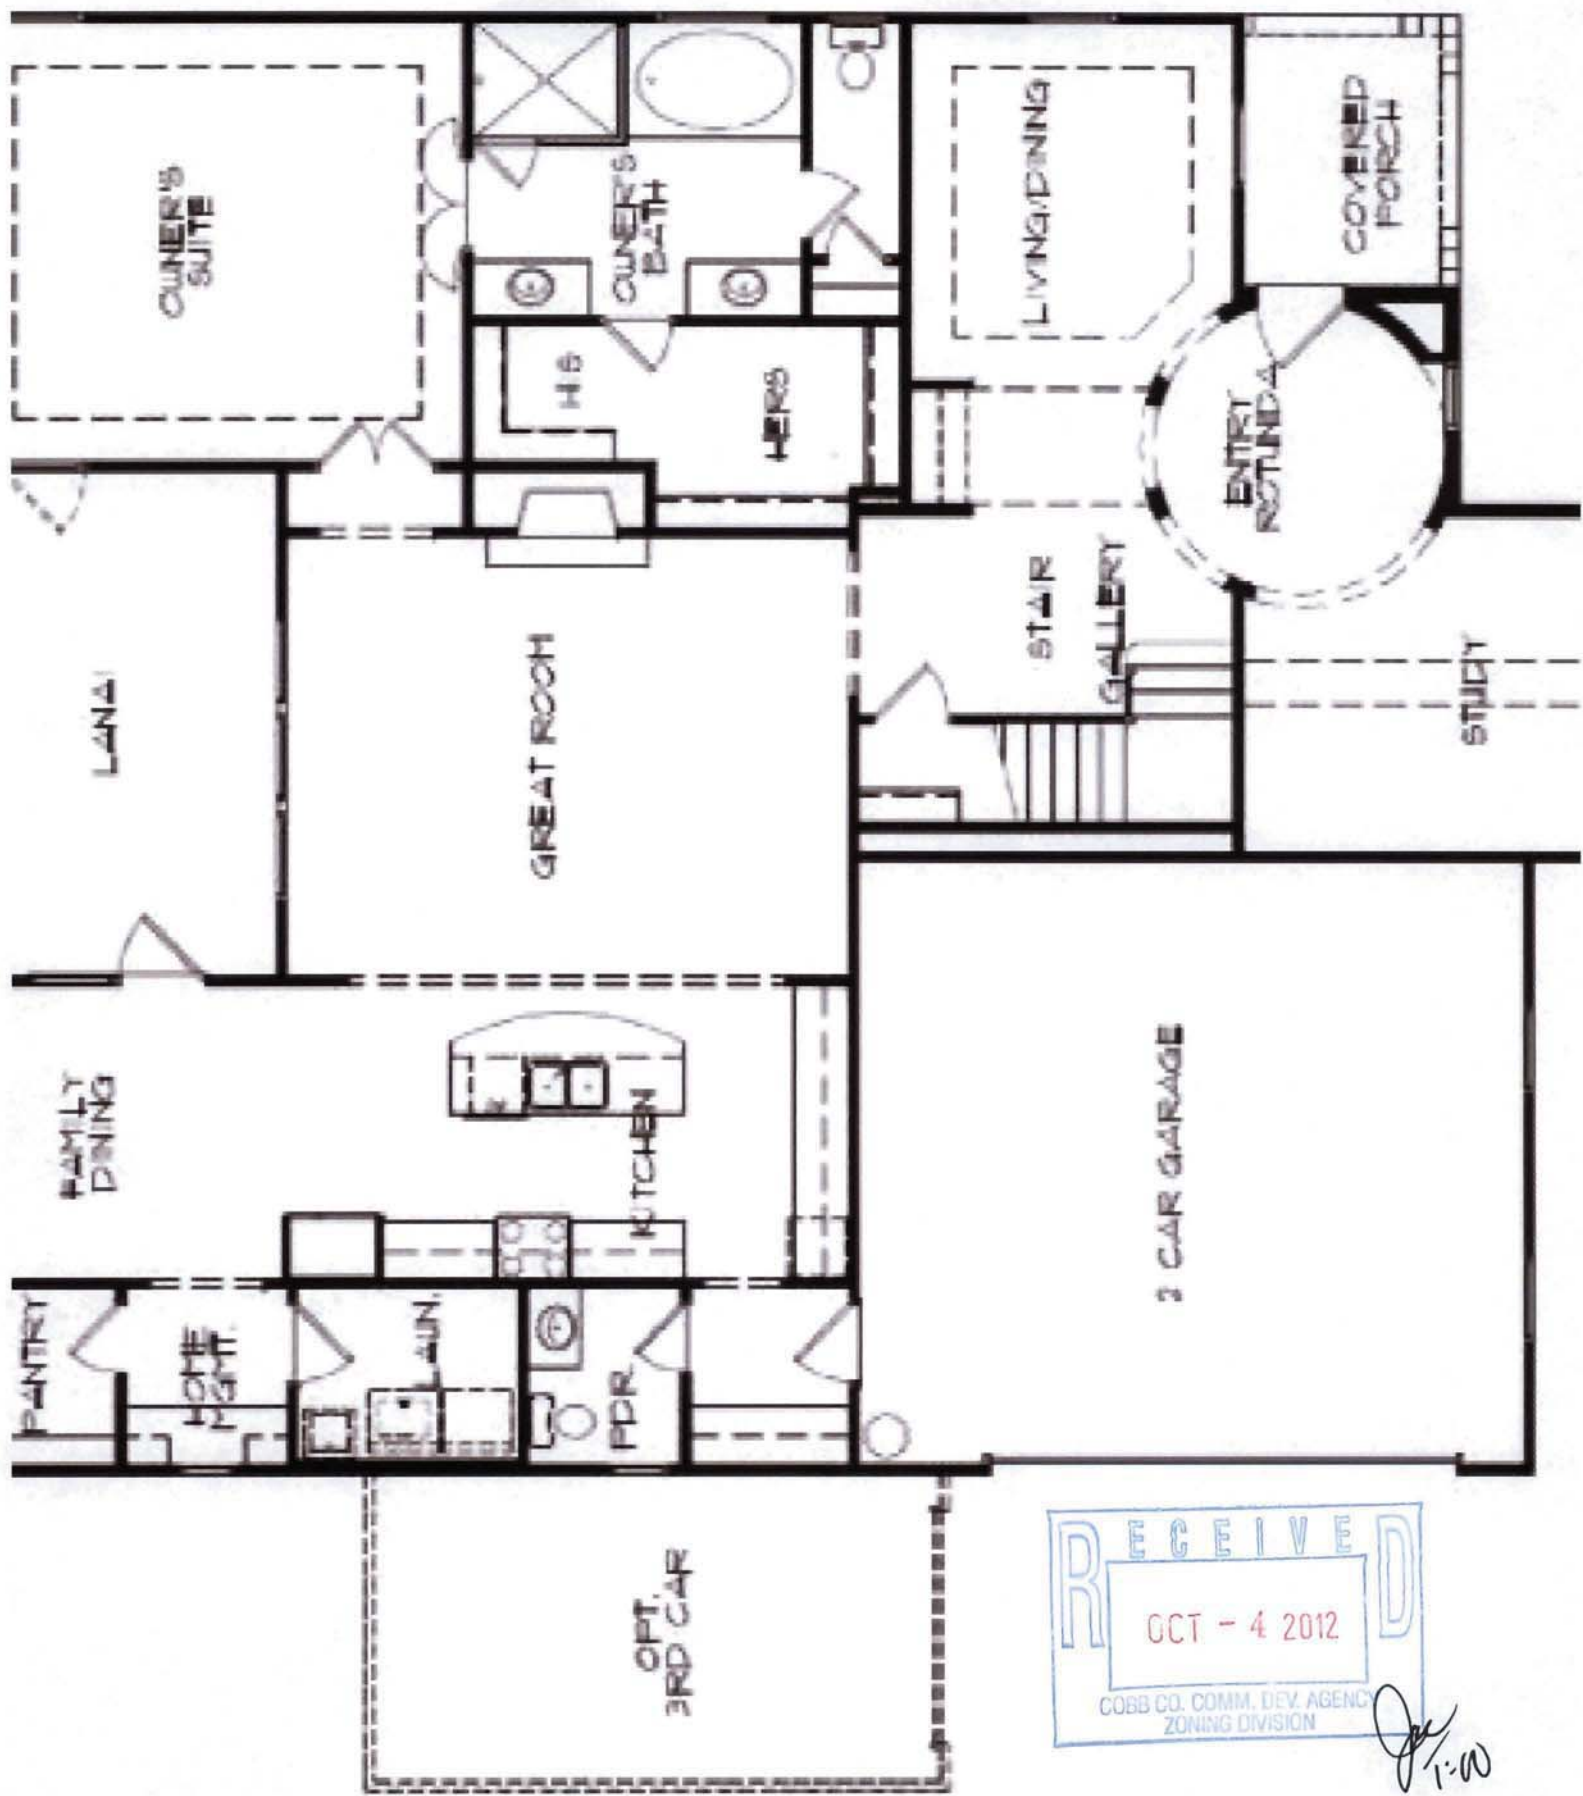 OWNER'S
SUITE
OWNER'S
BATH
LIVING/DINING
COVERED
PORCH
HIS
HERS
ENTRY
ROTUNDA
STAIR
GALLERY
LANAI
GREAT ROOM
STUDY
FAMILY
DINING
KITCHEN
2 CAR GARAGE
PANTRY
HOME
MGMT.
LAUN.
PDR.
OPT.
3RD CAR
RECEIVED
OCT - 4 2012
COBB CO. COMM. DEV. AGENCY
ZONING DIVISION
1:00